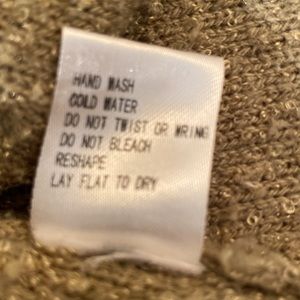 HAND WASH
COLD WATER
DO NOT TWIST OR WRING
DO NOT BLEACH
RESHAPE
LAY FLAT TO DRY